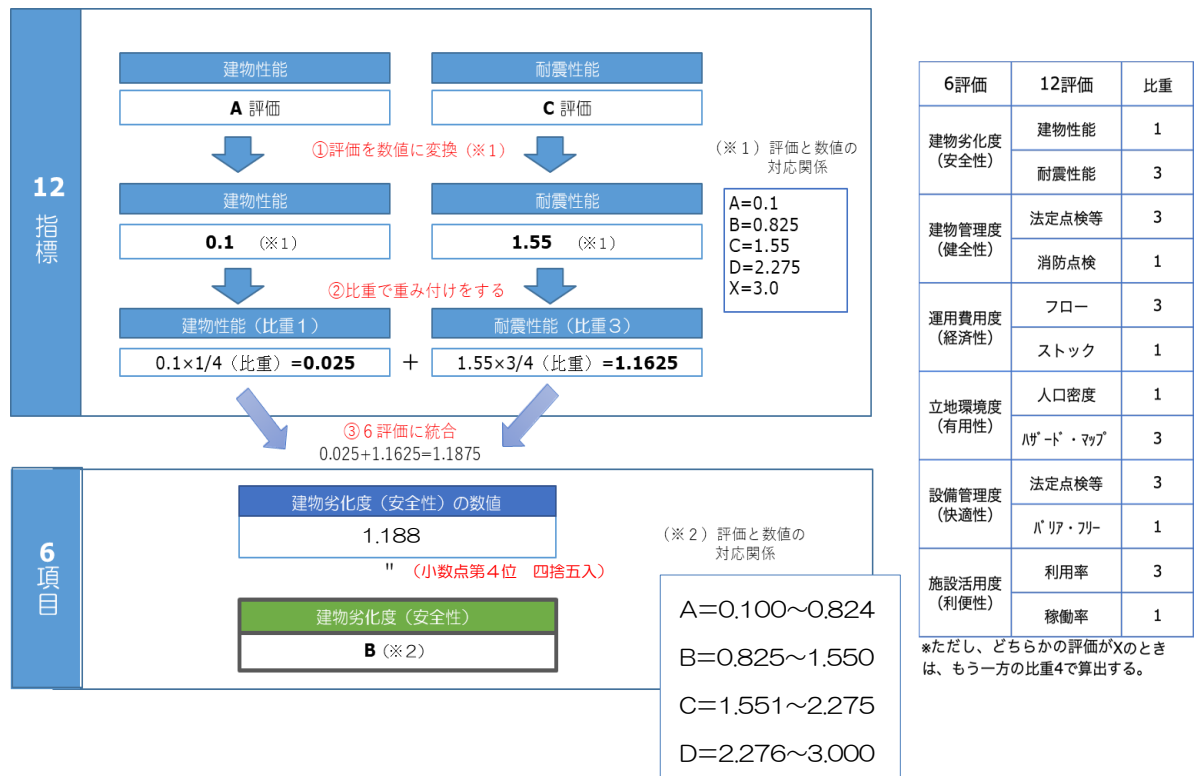 12
指標
建物性能
耐震性能
A 評価
C 評価
①評価を数値に変換（※1）
建物性能
耐震性能
0.1 （※1）
1.55 （※1）
②比重で重み付けをする
建物性能（比重１）
耐震性能（比重３）
0.1×1/4（比重）=0.025
＋
1.55×3/4（比重）=1.1625
③６評価に統合
0.025+1.1625=1.1875
（※１）評価と数値の
対応関係
A=0.1
B=0.825
C=1.55
D=2.275
X=3.0
6
項目
建物劣化度（安全性）の数値
1.188
" （小数点第４位 四捨五入）
建物劣化度（安全性）
B（※2）
（※２）評価と数値の
対応関係
A=0.100～0.824
B=0.825～1.550
C=1.551～2.275
D=2.276～3.000
6評価 12評価 比重
建物劣化度
(安全性)
建物性能 1
耐震性能 3
建物管理度
(健全性)
法定点検等 3
消防点検 1
運用費用度
(経済性)
フロー 3
ストック 1
立地環境度
(有用性)
人口密度 1
ﾊｻﾞｰﾄﾞ・ﾏｯﾌﾟ 3
設備管理度
(快適性)
法定点検等 3
ﾊﾞﾘｱ・ﾌﾘｰ 1
施設活用度
(利便性)
利用率 3
稼働率 1
※ただし、どちらかの評価がXのとき
は、もう一方の比重4で算出する。